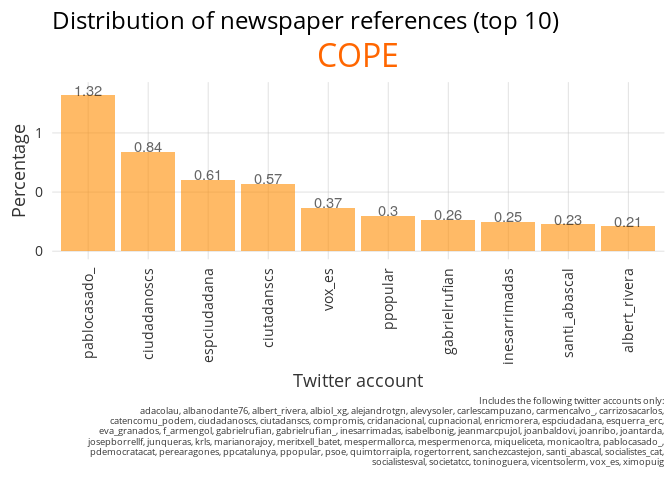 Distribution of newspaper references (top 10)
COPE
Percentage
1
0
0
1.32
0.84
0.61
0.57
0.37
0.3
0.26
0.25
0.23
0.21
pablocasado_
ciudadanoscs
espciudadana
ciutadanscs
vox_es
ppopular
gabrielrufian
inesarrimadas
santi_abascal
albert_rivera
Twitter account
Includes the following twitter accounts only:
adacolau, albanodante76, albert_rivera, albiol_xg, alejandrotgn, alevysoler, carlescampuzano, carmencalvo_, carrizosacarlos,
catencomu_podem, ciudadanoscs, ciutadanscs, compromis, cridanacional, cupnacional, enricmorera, espciudadana, esquerra_erc,
eva_granados, f_armengol, gabrielrufian, gabrielrufian_, inesarrimadas, isabelbonig, jeanmarcpujol, joanbaldovi, joanribo, joantarda,
josepborrellf, junqueras, krls, marianorajoy, meritxell_batet, mespermallorca, mespermenorca, miqueliceta, monicaoltra, pablocasado_,
pdemocratacat, perearagones, ppcatalunya, ppopular, psoe, quimtorraipla, rogertorrent, sanchezcastejon, santi_abascal, socialistes_cat,
socialistesval, societatcc, toninoguera, vicentsolerm, vox_es, ximopuig